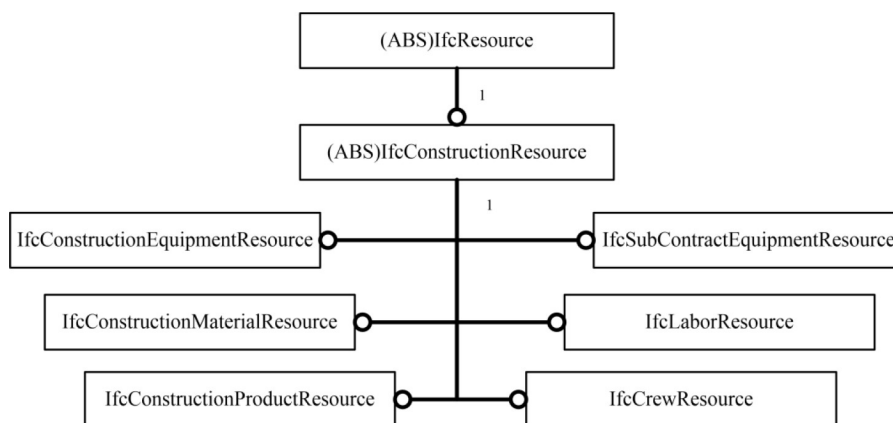 (ABS)IfcResource
1
(ABS)IfcConstructionResource
1
IfcConstructionEquipmentResource
IfcSubContractEquipmentResource
IfcConstructionMaterialResource
IfcLaborResource
IfcConstructionProductResource
IfcCrewResource